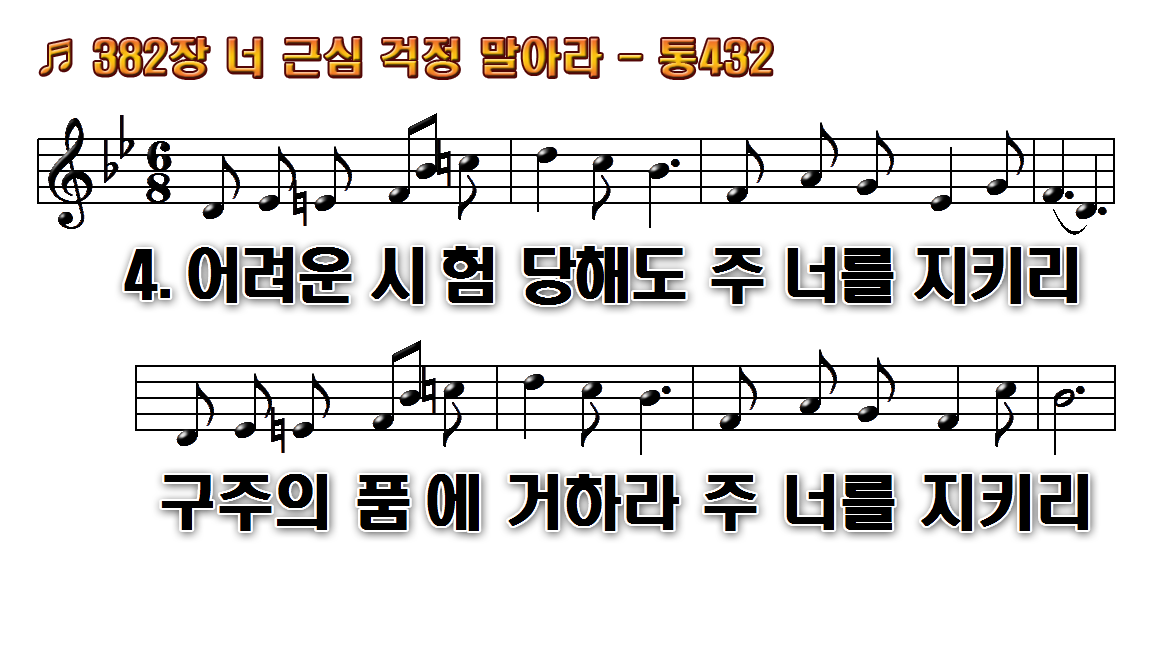 ♬ 382장 너 근심 걱정 말아라 - 통432
6
8
4. 어려운 시 험 당해도 주 너를 지키리
구주의 품 에 거하라 주 너를 지키리